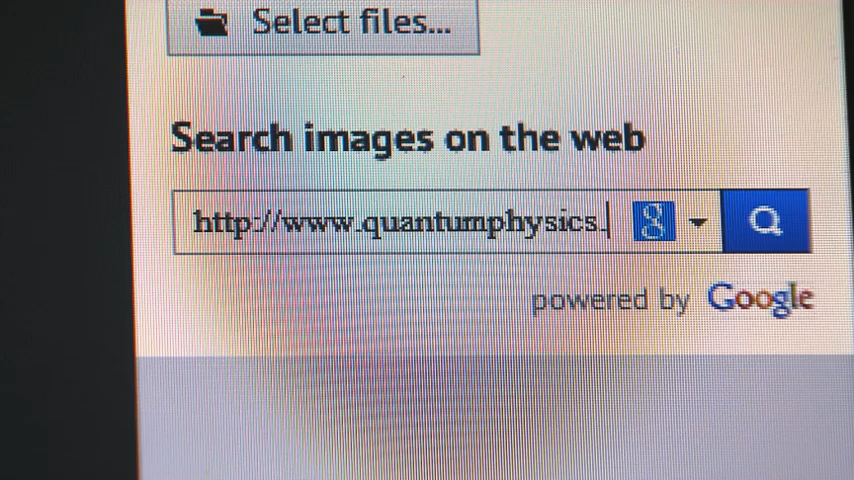 Select files...
Search images on the web
http://www.quantumphysics.
g
powered by Google